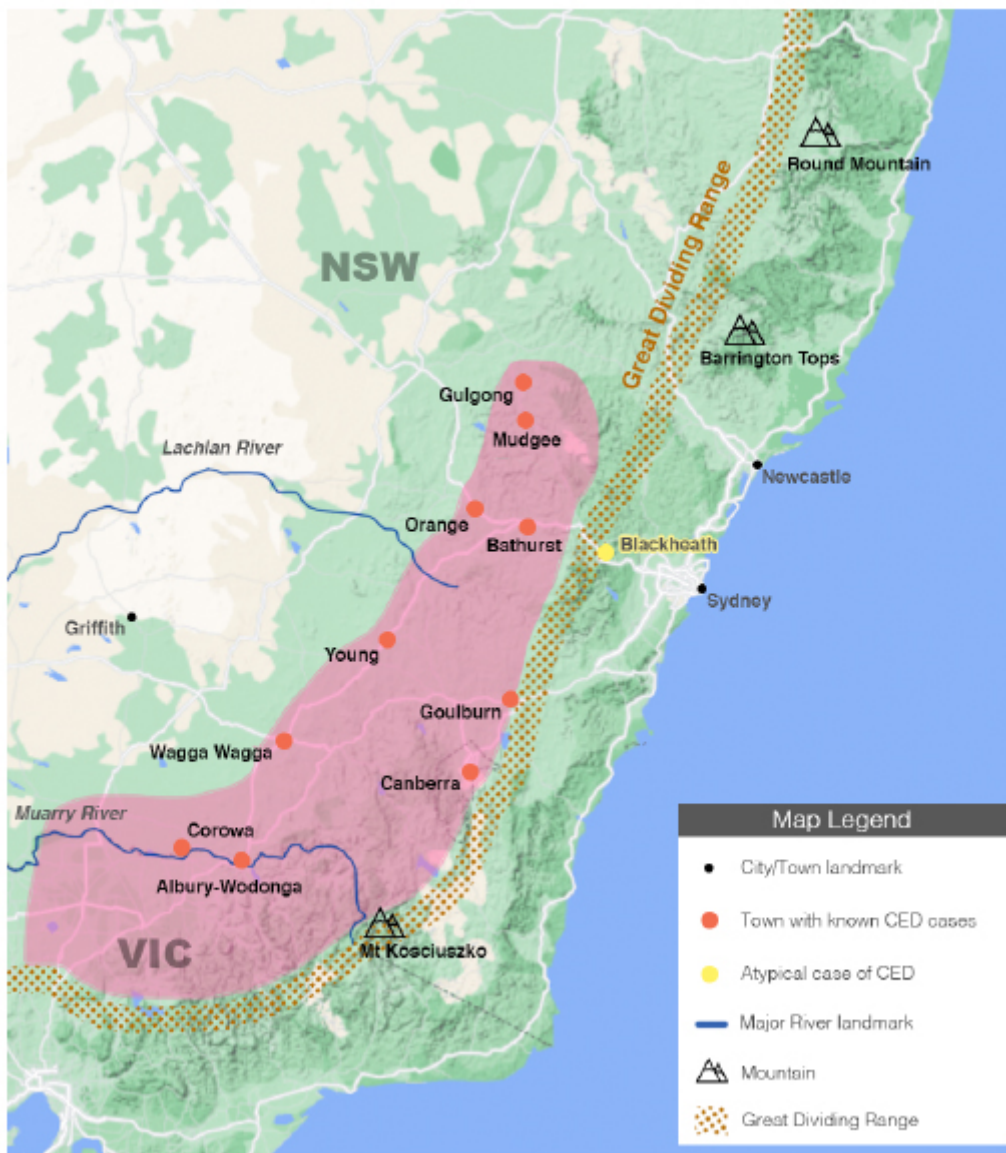 Round Mountain
Great Dividing Range
NSW
Barrington Tops
Gulgong
Mudgee
Lachlan River
Newcastle
Orange
Bathurst
Blackheath
Sydney
Griffith
Young
Goulburn
Wagga Wagga
Canberra
Muarry River
Corowa
Albury-Wodonga
VIC
Mt Kosciuszko
Map Legend
City/Town landmark
Town with known CED cases
Atypical case of CED
Major River landmark
Mountain
Great Dividing Range